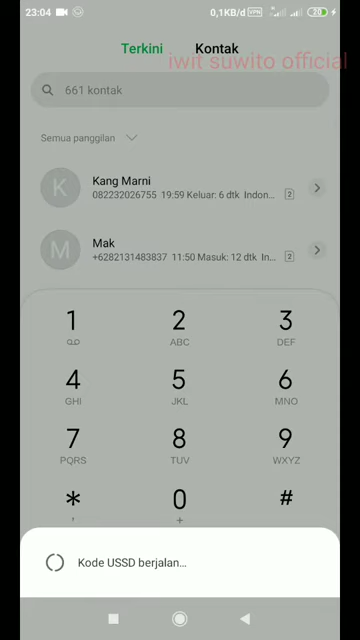 23:04
0,1KB/d VPN 20
Terkini Kontak
iwit suwito official
661 kontak
Semua panggilan
K
Kang Marni
082232026755 19:59 Keluar: 6 dtk Indon... 2
M
Mak
+6282131483837 11:50 Masuk: 12 dtk In... 2
1 2 3
ABC DEF
4 5 6
GHI JKL MNO
7 8 9
PQRS TUV WXYZ
* 0 #
, +
Kode USSD berjalan...